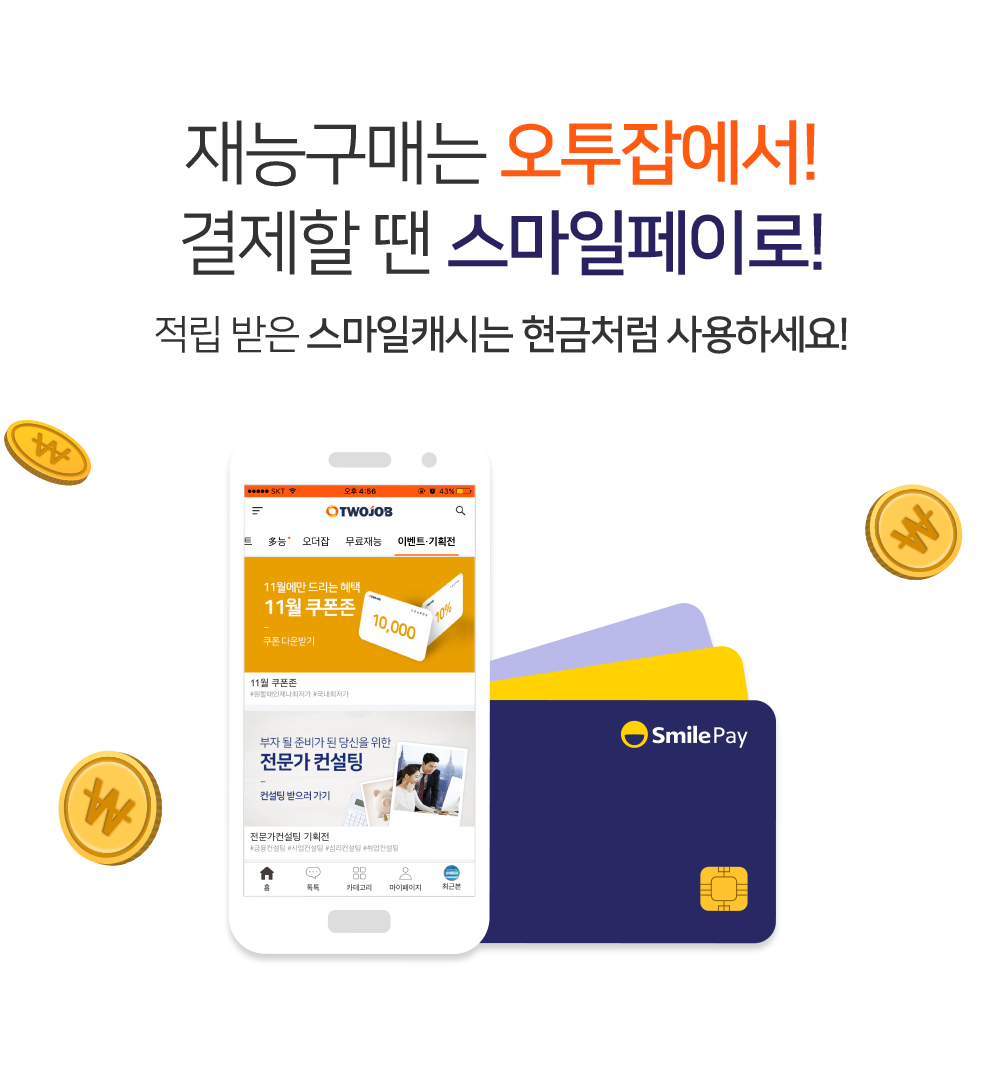 재능구매는 오투잡에서!
결제할 땐 스마일페이로!
적립 받은 스마일캐시는 현금처럼 사용하세요!
SKT 오후 4:56 43%
OTWOJOB
트 多능 오더잡 무료재능 이벤트·기획전
11월에만 드리는 혜택
11월 쿠폰존
쿠폰 다운받기
COUPON
10,000
10%
11월 쿠폰존
#원할때언제나최저가 #국내최저가
부자 될 준비가 된 당신을 위한
전문가 컨설팅
컨설팅 받으러 가기
전문가컨설팅 기획전
#금융컨설팅 #사업컨설팅 #심리컨설팅 #취업컨설팅
홈 톡톡 카테고리 마이페이지 최근본
Smile Pay